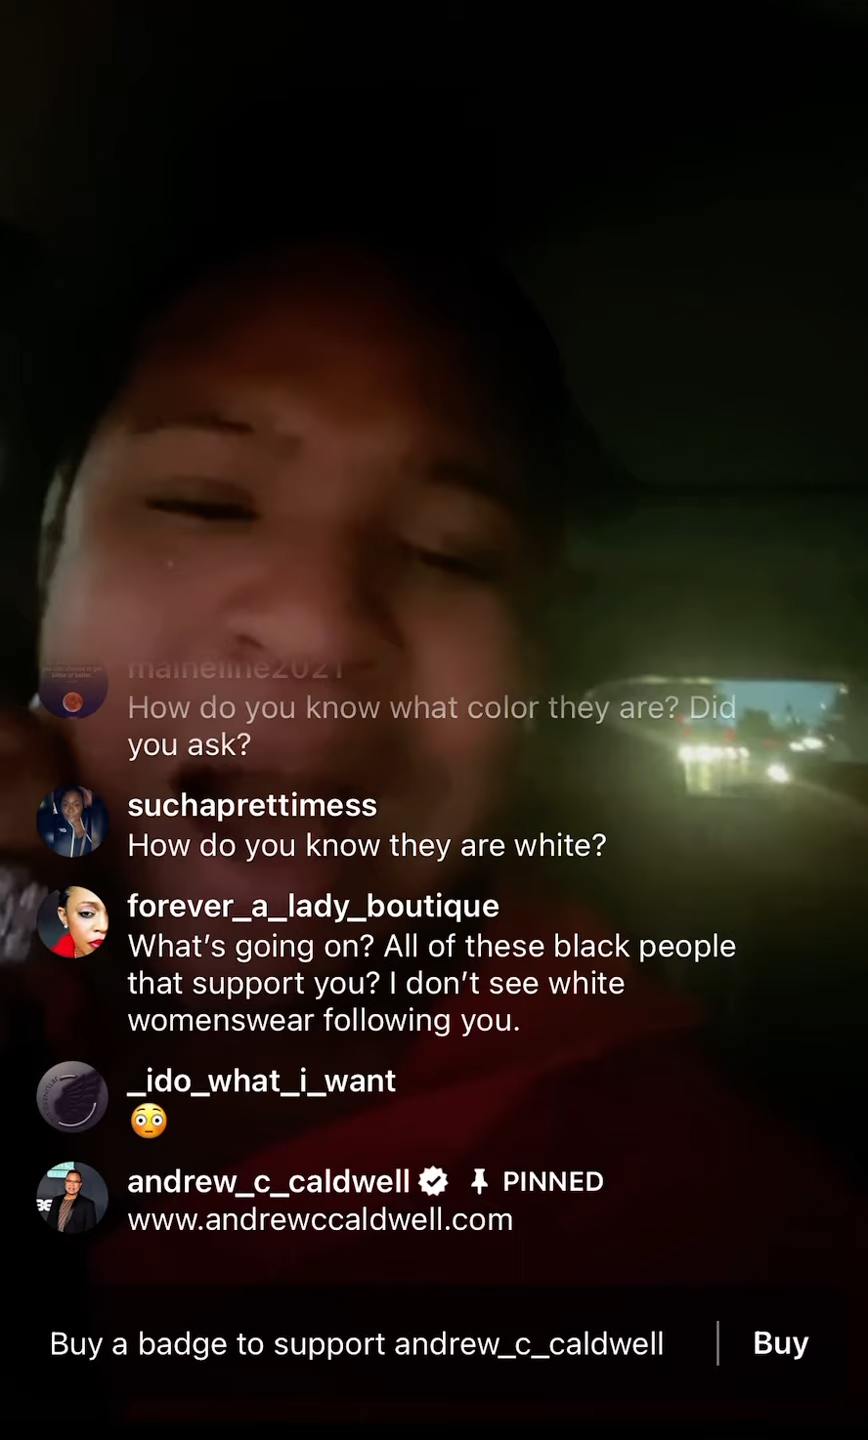 maineline2021
How do you know what color they are? Did
you ask?
suchaprettimess
How do you know they are white?
forever_a_lady_boutique
What’s going on? All of these black people
that support you? I don’t see white
womenswear following you.
_ido_what_i_want
😳
andrew_c_caldwell PINNED
www.andrewccaldwell.com
Buy a badge to support andrew_c_caldwell | Buy